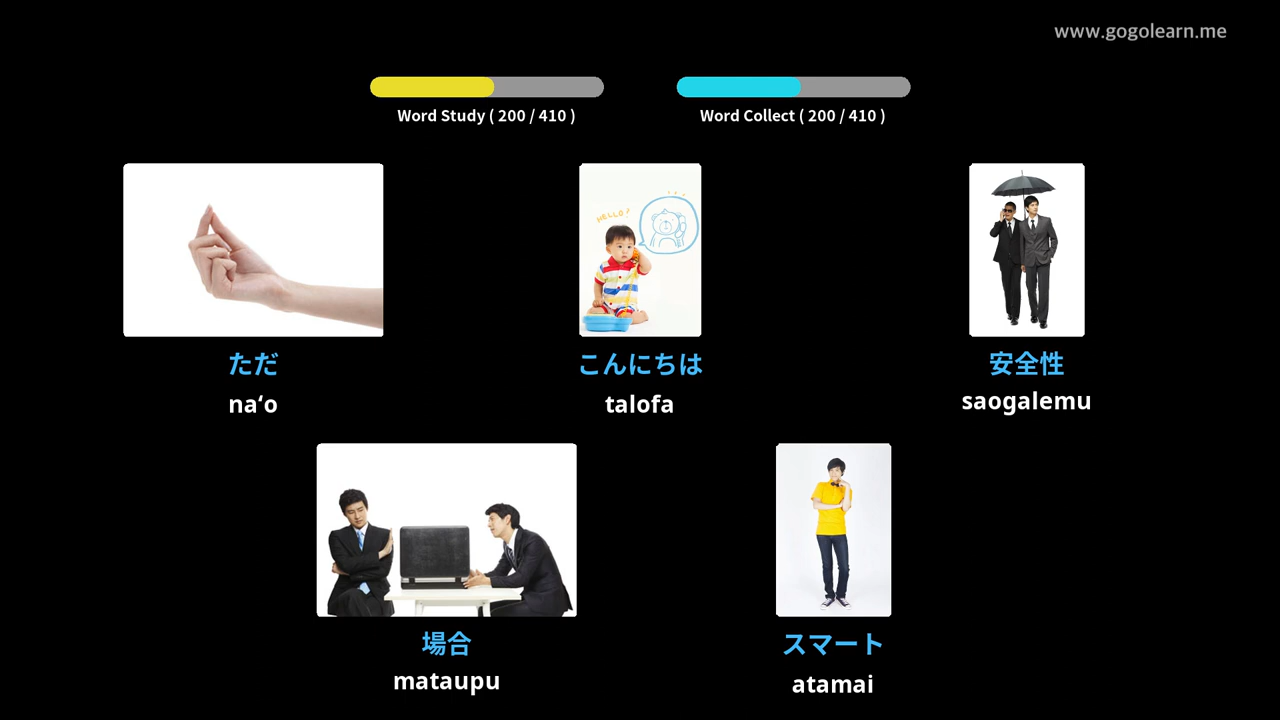 www.gogolearn.me
Word Study ( 200 / 410 )
Word Collect ( 200 / 410 )
HELLO?
ただ
na‘o
こんにちは
talofa
安全性
saogalemu
場合
mataupu
スマート
atamai